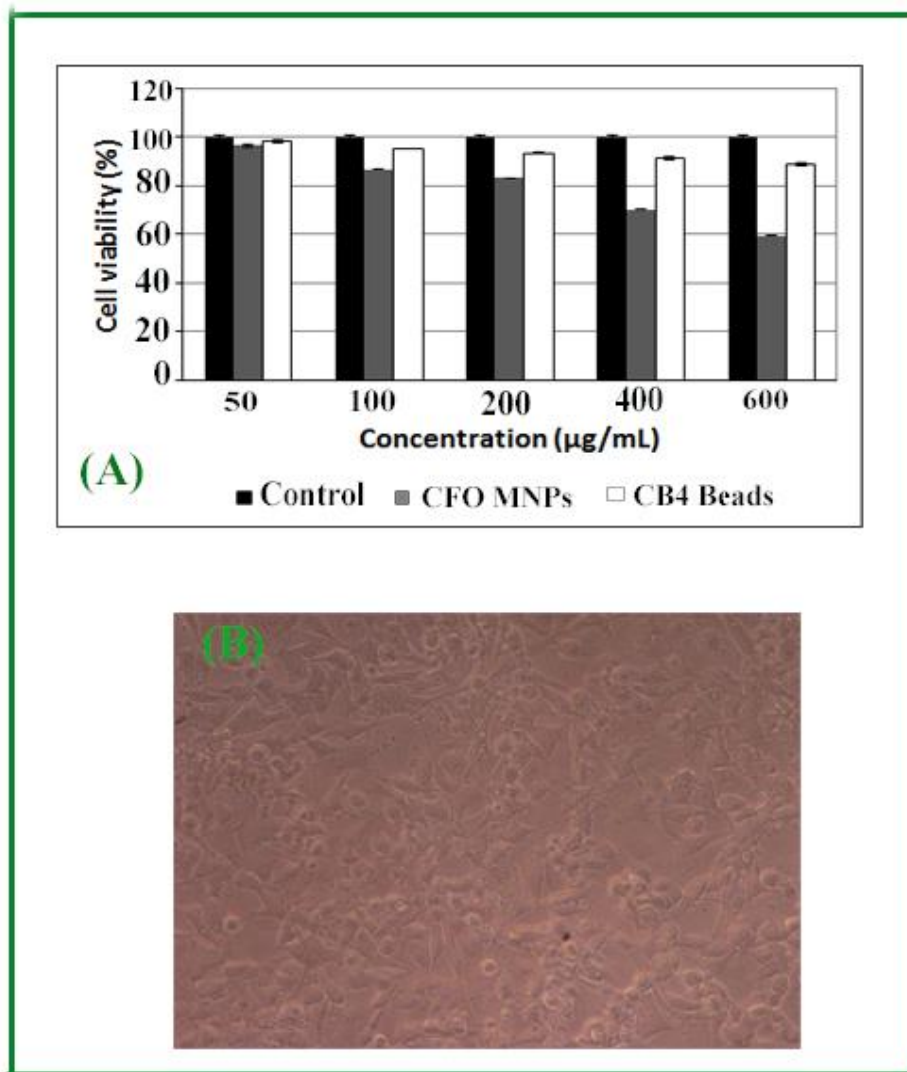 120
100
80
60
40
20
0
Cell viability (%)
50 100 200 400 600
Concentration (µg/mL)
(A)
Control CFO MNPs CB4 Beads
(B)